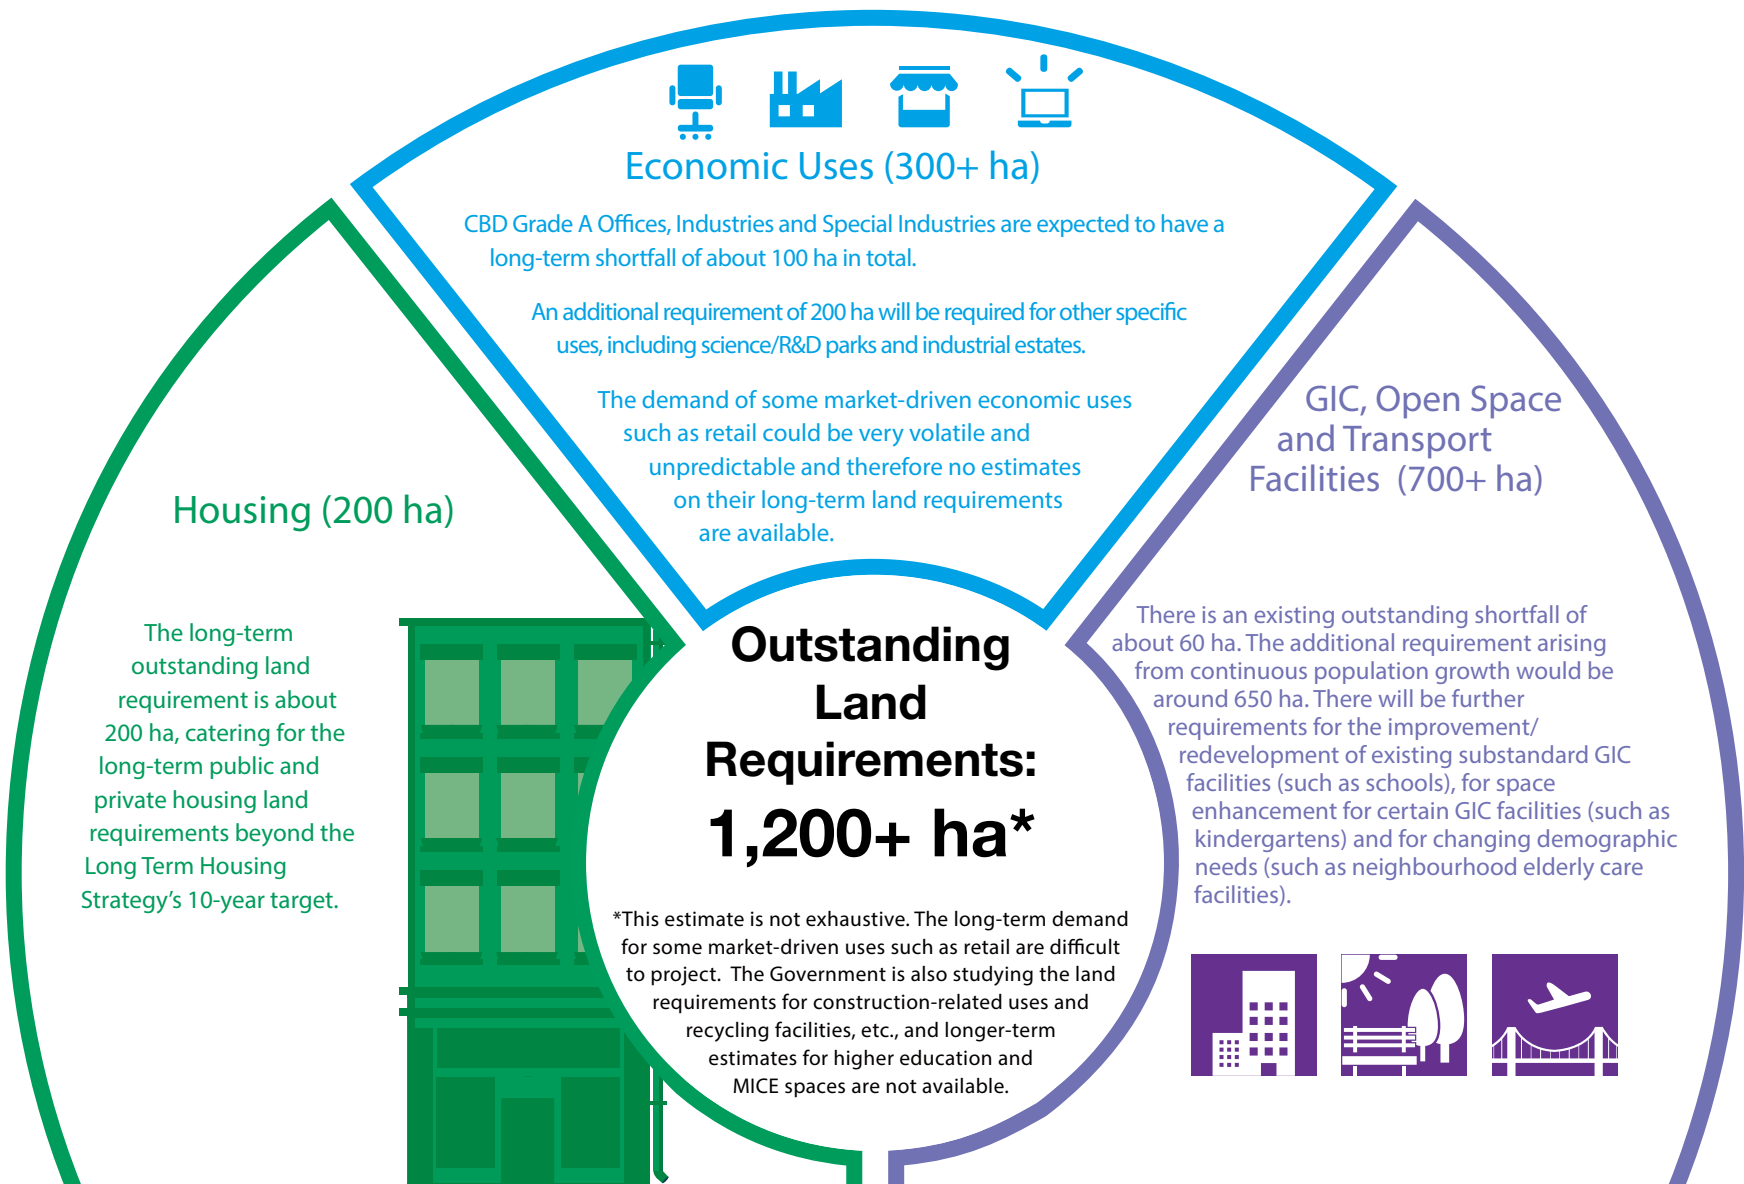 Economic Uses (300+ ha)
CBD Grade A Offices, Industries and Special Industries are expected to have a
long-term shortfall of about 100 ha in total.
An additional requirement of 200 ha will be required for other specific
uses, including science/R&D parks and industrial estates.
The demand of some market-driven economic uses
such as retail could be very volatile and
unpredictable and therefore no estimates
on their long-term land requirements
are available.
Housing (200 ha)
The long-term
outstanding land
requirement is about
200 ha, catering for the
long-term public and
private housing land
requirements beyond the
Long Term Housing
Strategy’s 10-year target.
Outstanding
Land
Requirements:
1,200+ ha*
*This estimate is not exhaustive. The long-term demand
for some market-driven uses such as retail are difficult
to project.  The Government is also studying the land
requirements for construction-related uses and
recycling facilities, etc., and longer-term
estimates for higher education and
MICE spaces are not available.
GIC, Open Space
and Transport
Facilities  (700+ ha)
There is an existing outstanding shortfall of
about 60 ha. The additional requirement arising
from continuous population growth would be
around 650 ha. There will be further
requirements for the improvement/
redevelopment of existing substandard GIC
facilities (such as schools), for space
enhancement for certain GIC facilities (such as
kindergartens) and for changing demographic
needs (such as neighbourhood elderly care
facilities).